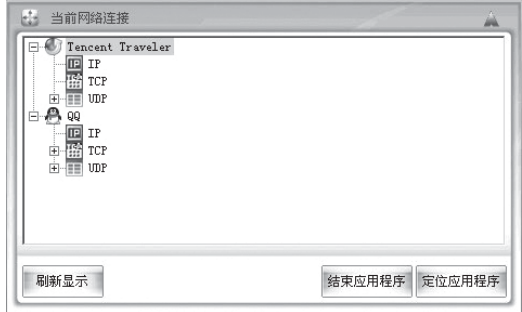 当前网络连接
Tencent Traveler
IP
TCP
UDP
QQ
IP
TCP
UDP
刷新显示 结束应用程序 定位应用程序